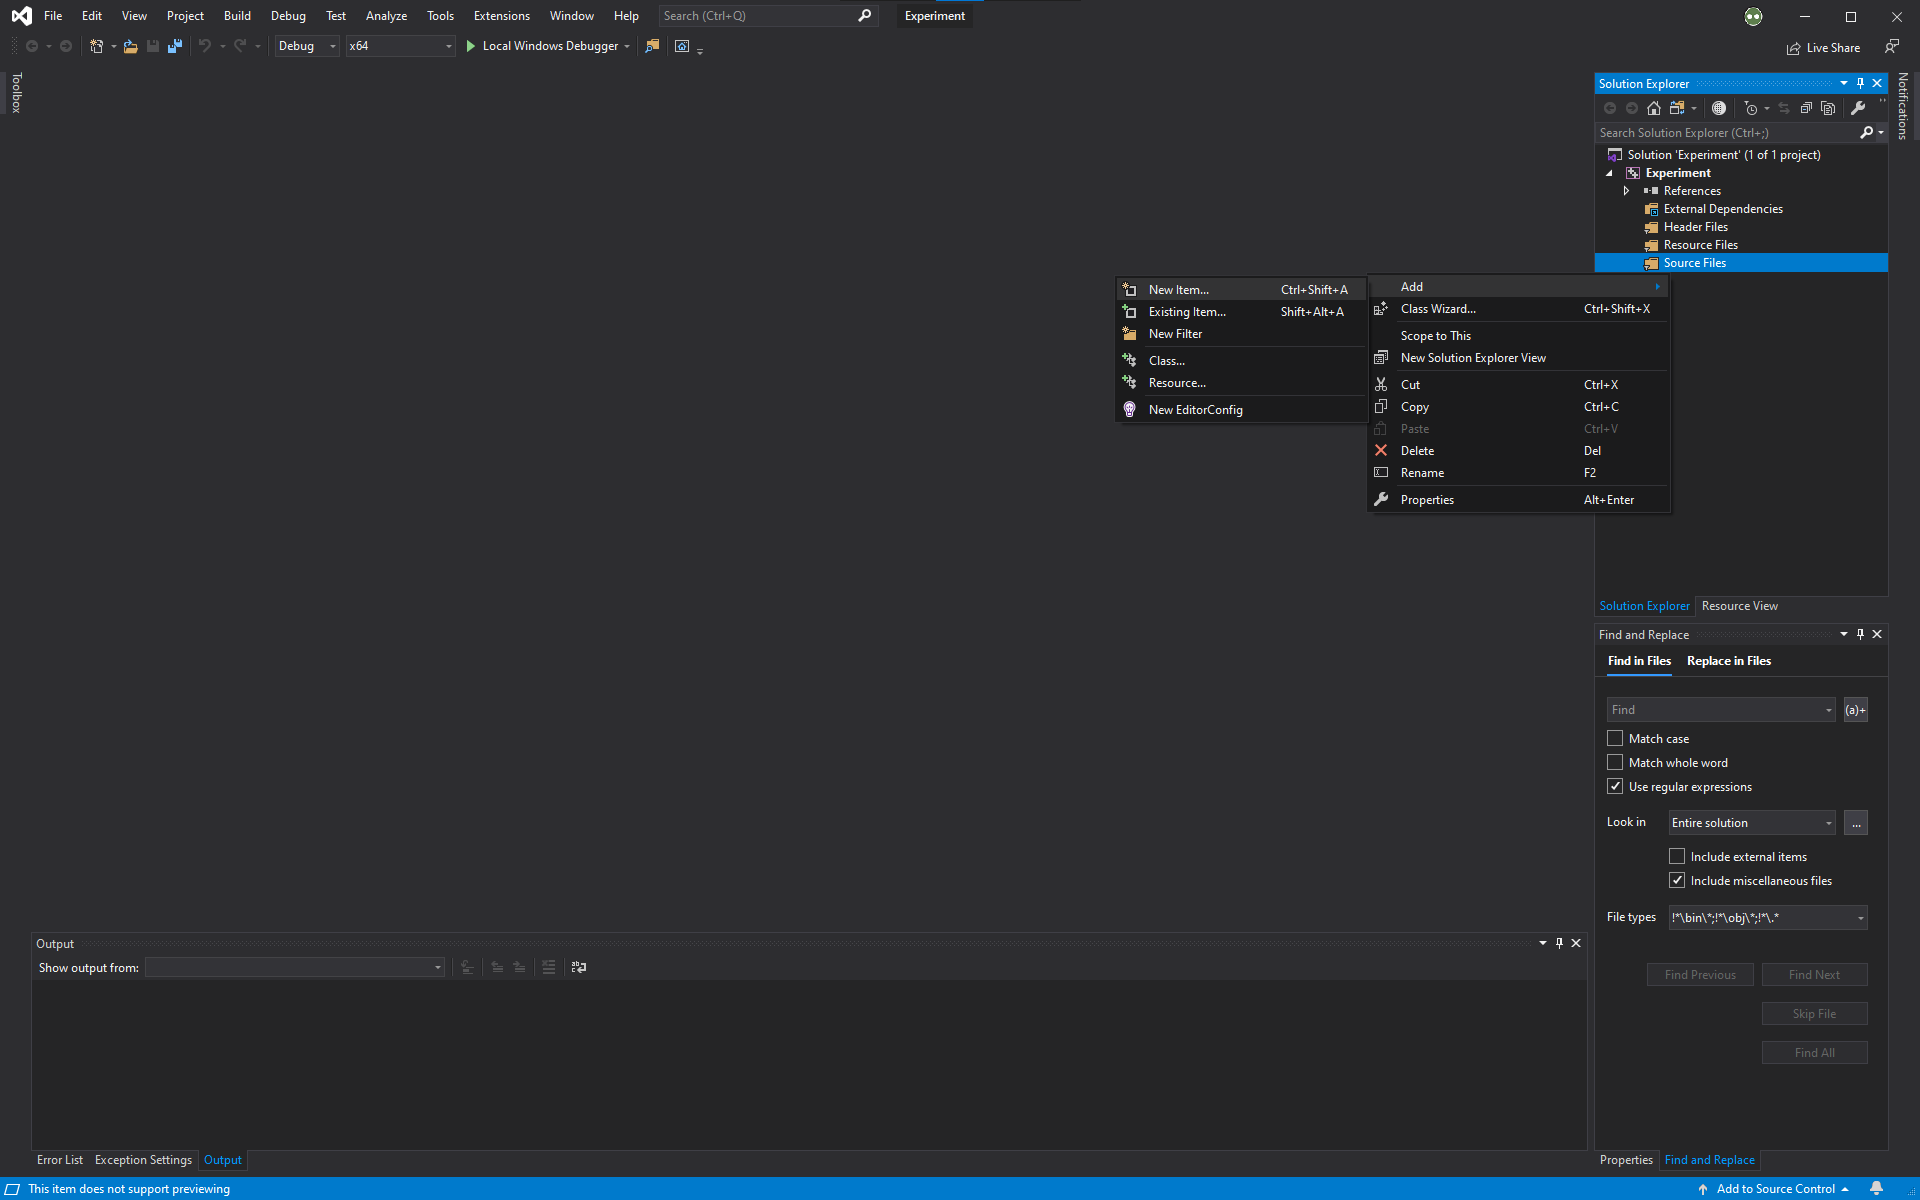 File Edit View Project Build Debug Test Analyze Tools Extensions Window Help Search (Ctrl+Q) Experiment
Debug x64 Local Windows Debugger Live Share
Toolbox
Notifications
Solution Explorer
Search Solution Explorer (Ctrl+;)
Solution 'Experiment' (1 of 1 project)
Experiment
References
External Dependencies
Header Files
Resource Files
Source Files
New Item... Ctrl+Shift+A
Existing Item... Shift+Alt+A
New Filter
Class...
Resource...
New EditorConfig
Add
Class Wizard... Ctrl+Shift+X
Scope to This
New Solution Explorer View
Cut Ctrl+X
Copy Ctrl+C
Paste Ctrl+V
Delete Del
Rename F2
Properties Alt+Enter
Solution Explorer Resource View
Find and Replace
Find in Files Replace in Files
Find (a)+
Match case
Match whole word
Use regular expressions
Look in Entire solution ...
Include external items
Include miscellaneous files
File types !*\bin\*;!*\obj\*;!*\.*
Find Previous Find Next
Skip File
Find All
Output
Show output from:
Error List Exception Settings Output
Properties Find and Replace
This item does not support previewing Add to Source Control